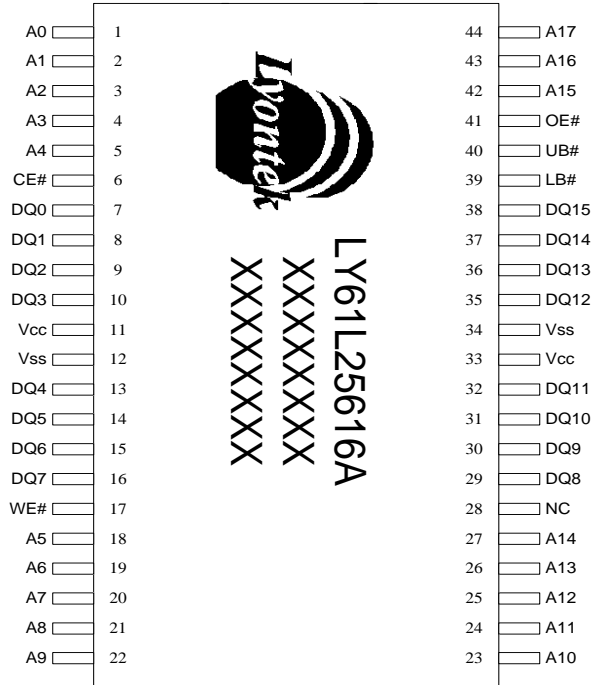 A0 1 44 A17
A1 2 43 A16
A2 3 42 A15
A3 4 41 OE#
A4 5 40 UB#
CE# 6 39 LB#
DQ0 7 38 DQ15
DQ1 8 37 DQ14
DQ2 9 36 DQ13
DQ3 10 35 DQ12
Vcc 11 34 Vss
Vss 12 33 Vcc
DQ4 13 32 DQ11
DQ5 14 31 DQ10
DQ6 15 30 DQ9
DQ7 16 29 DQ8
WE# 17 28 NC
A5 18 27 A14
A6 19 26 A13
A7 20 25 A12
A8 21 24 A11
A9 22 23 A10
Lyontek
LY61L25616A
XXXXXXXX
XXXXXXXX